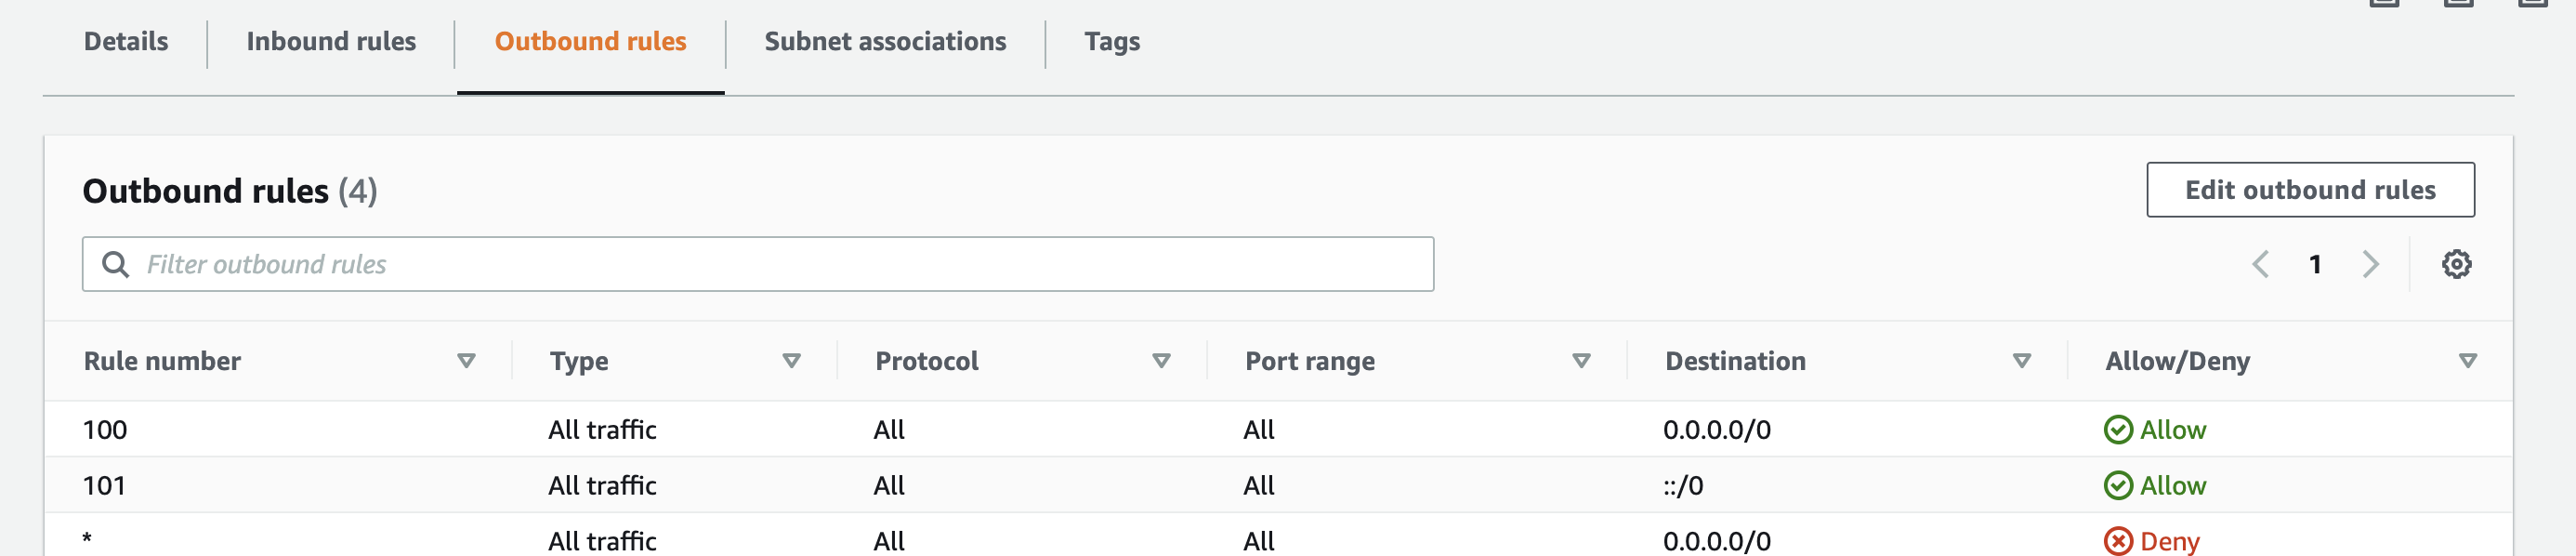 Details Inbound rules Outbound rules Subnet associations Tags
Outbound rules (4) Edit outbound rules
Filter outbound rules 1
Rule number Type Protocol Port range Destination Allow/Deny
100 All traffic All All 0.0.0.0/0 Allow
101 All traffic All All ::/0 Allow
* All traffic All All 0.0.0.0/0 Deny